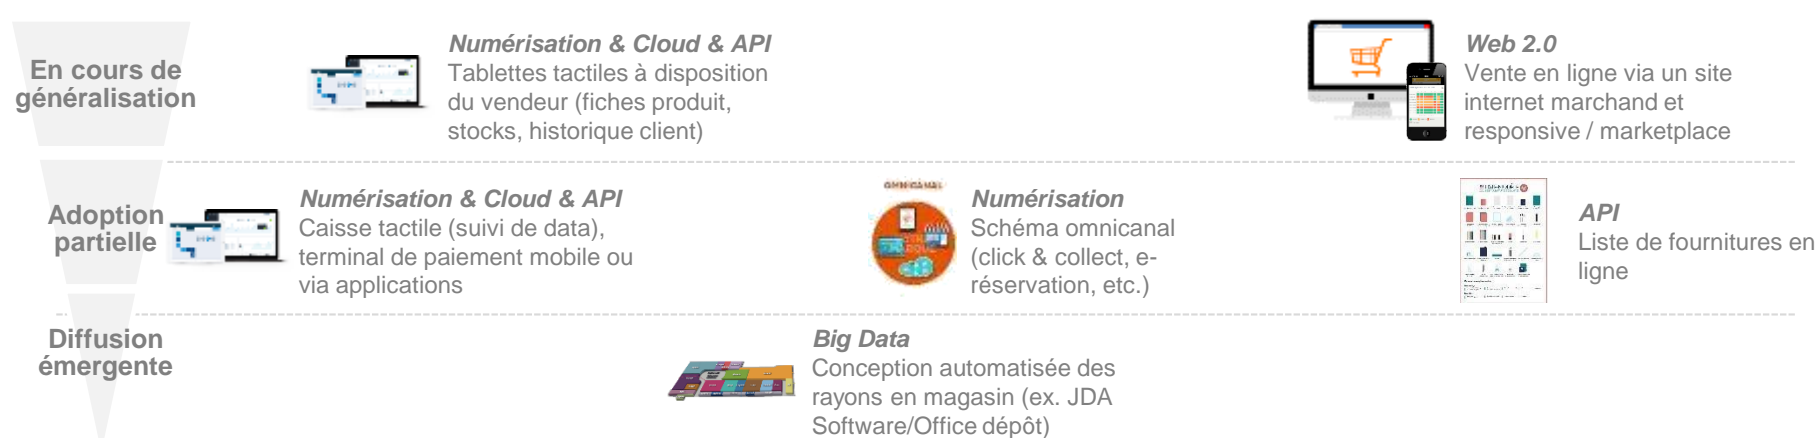 En cours de
généralisation
Numérisation & Cloud & API
Tablettes tactiles à disposition
du vendeur (fiches produit,
stocks, historique client)
Web 2.0
Vente en ligne via un site
internet marchand et
responsive / marketplace
Adoption
partielle
Numérisation & Cloud & API
Caisse tactile (suivi de data),
terminal de paiement mobile ou
via applications
OMNICANAL
Numérisation
Schéma omnicanal
(click & collect, e-
réservation, etc.)
API
Liste de fournitures en
ligne
Diffusion
émergente
Big Data
Conception automatisée des
rayons en magasin (ex. JDA
Software/Office dépôt)